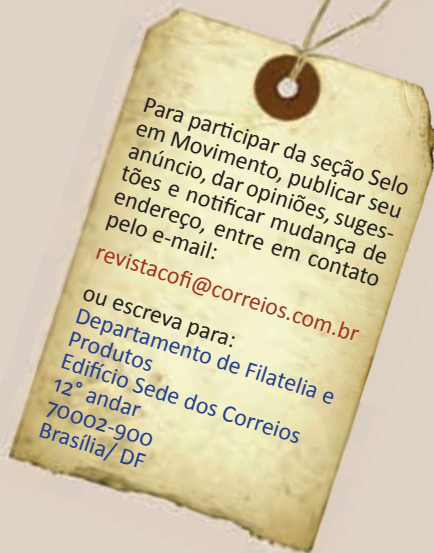 Para participar da seção Selo
em Movimento, publicar seu
anúncio, dar opiniões, suges-
tões e notificar mudança de
endereço, entre em contato
pelo e-mail:
revistacofi@correios.com.br
ou escreva para:
Departamento de Filatelia e
Produtos
Edifício Sede dos Correios
12° andar
70002-900
Brasília/ DF